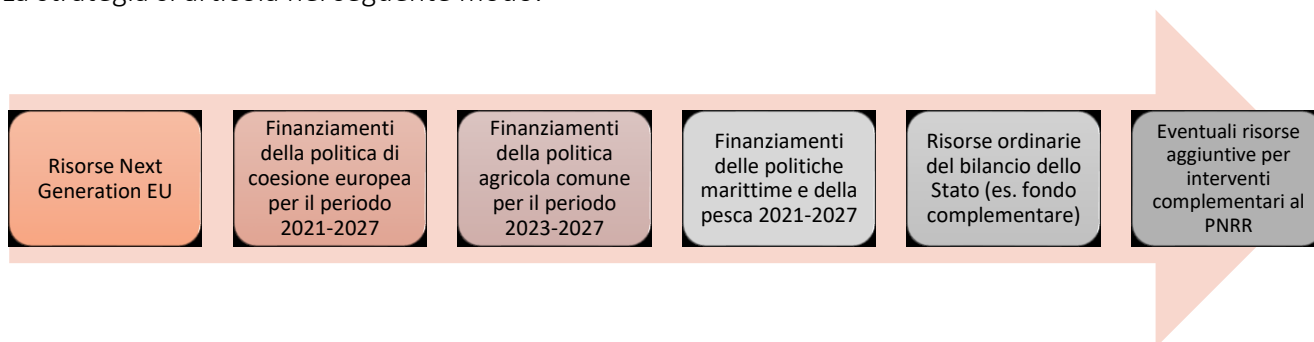 La strategia si articola nel seguente modo:
Risorse Next
Generation EU
Finanziamenti
della politica di
coesione europea
per il periodo
2021-2027
Finanziamenti
della politica
agricola comune
per il periodo
2023-2027
Finanziamenti
delle politiche
marittime e della
pesca 2021-2027
Risorse ordinarie
del bilancio dello
Stato (es. fondo
complementare)
Eventuali risorse
aggiuntive per
interventi
complementari al
PNRR